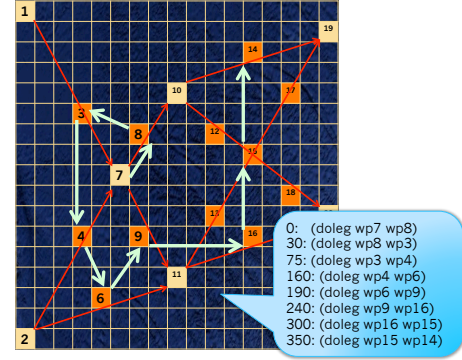 1
19
14
10
17
3
8
12
15
7
18
13
4
9
16
11
6
2
0: (doleg wp7 wp8)
30: (doleg wp8 wp3)
75: (doleg wp3 wp4)
160: (doleg wp4 wp6)
190: (doleg wp6 wp9)
240: (doleg wp9 wp16)
300: (doleg wp16 wp15)
350: (doleg wp15 wp14)